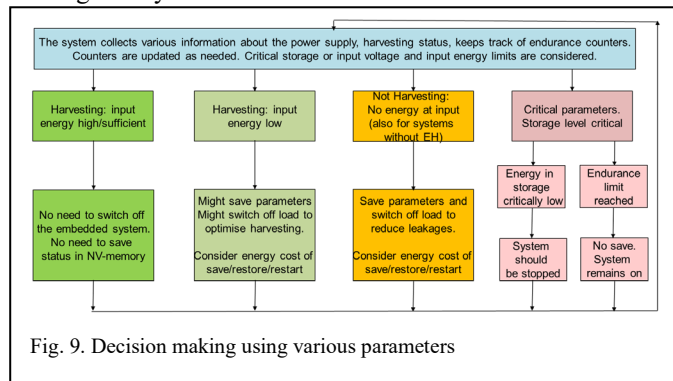 The system collects various information about the power supply, harvesting status, keeps track of endurance counters.
Counters are updated as needed. Critical storage or input voltage and input energy limits are considered.
Harvesting: input
energy high/sufficient
Harvesting: input
energy low
Not Harvesting:
No energy at input
(also for systems
without EH)
Critical parameters.
Storage level critical
No need to switch off
the embedded system.
No need to save
status in NV-memory
Might save parameters
Might switch off load to
optimise harvesting.
Consider energy cost of
save/restore/restart
Save parameters and
switch off load to
reduce leakages.
Consider energy cost of
save/restore/restart
Energy in
storage
critically low
Endurance
limit
reached
System
should
be stopped
No save.
System
remains on
Fig. 9. Decision making using various parameters